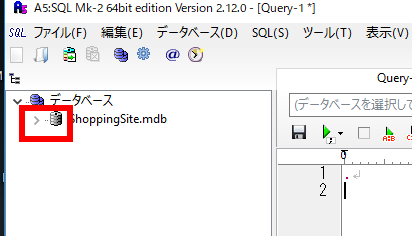 A5:SQL Mk-2 64bit edition Version 2.12.0 - [Query-1 *]
SQL ファイル(F) 編集(E) データベース(D) SQL(S) ツール(T) 表示(V)
Query-
データベース
(データベースを選択して
ShoppingSite.mdb
A;B
0
1
2